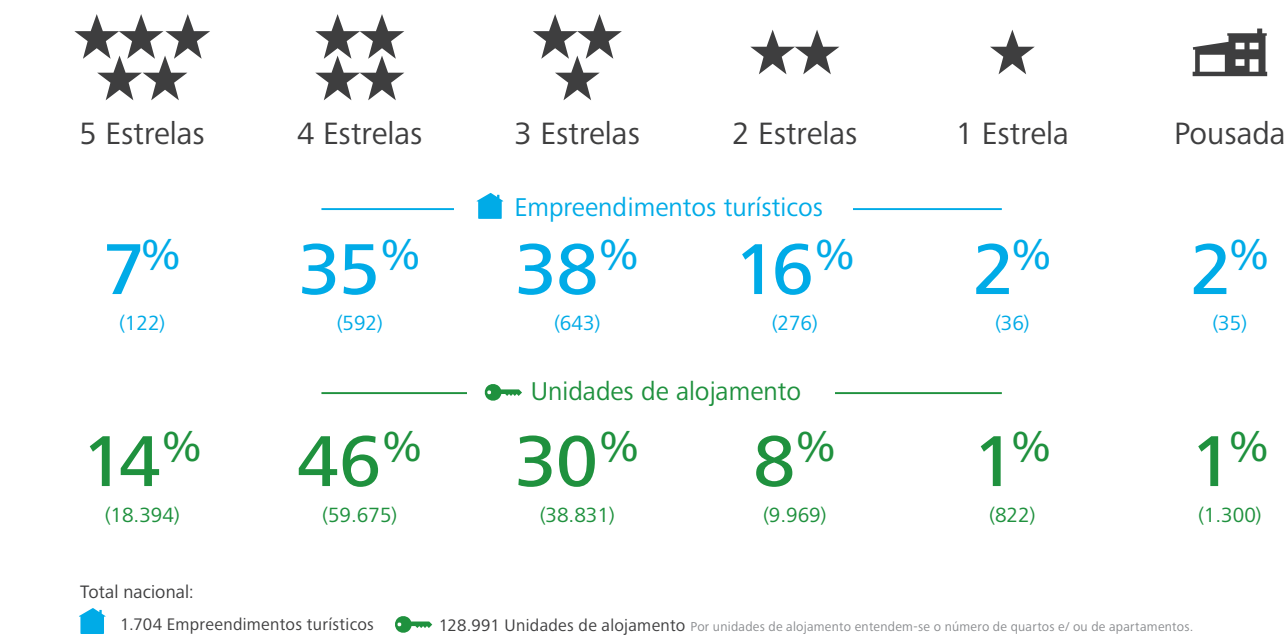 5 Estrelas 4 Estrelas 3 Estrelas 2 Estrelas 1 Estrela Pousada
Empreendimentos turísticos
7% 35% 38% 16% 2% 2%
(122) (592) (643) (276) (36) (35)
Unidades de alojamento
14% 46% 30% 8% 1% 1%
(18.394) (59.675) (38.831) (9.969) (822) (1.300)
Total nacional:
1.704 Empreendimentos turísticos 128.991 Unidades de alojamento Por unidades de alojamento entendem-se o número de quartos e/ ou de apartamentos.